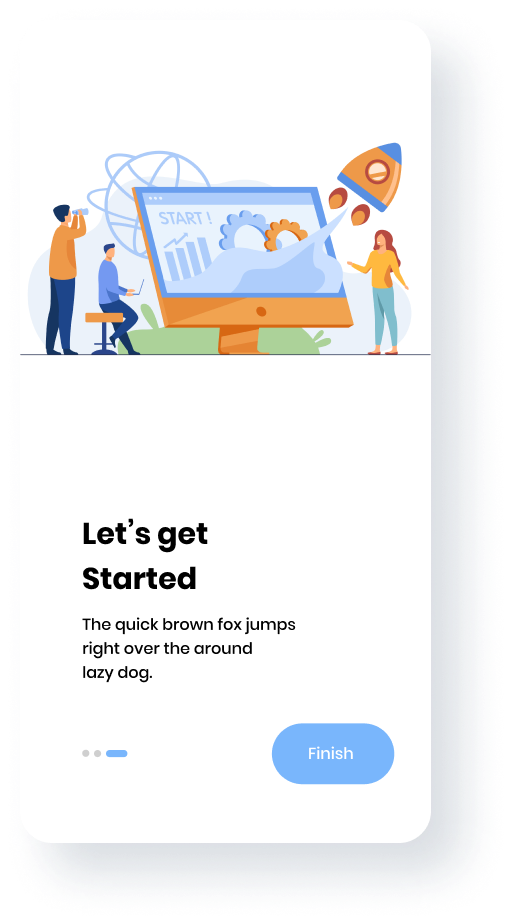 START !
Let’s get
Started
The quick brown fox jumps
right over the around
lazy dog.
Finish